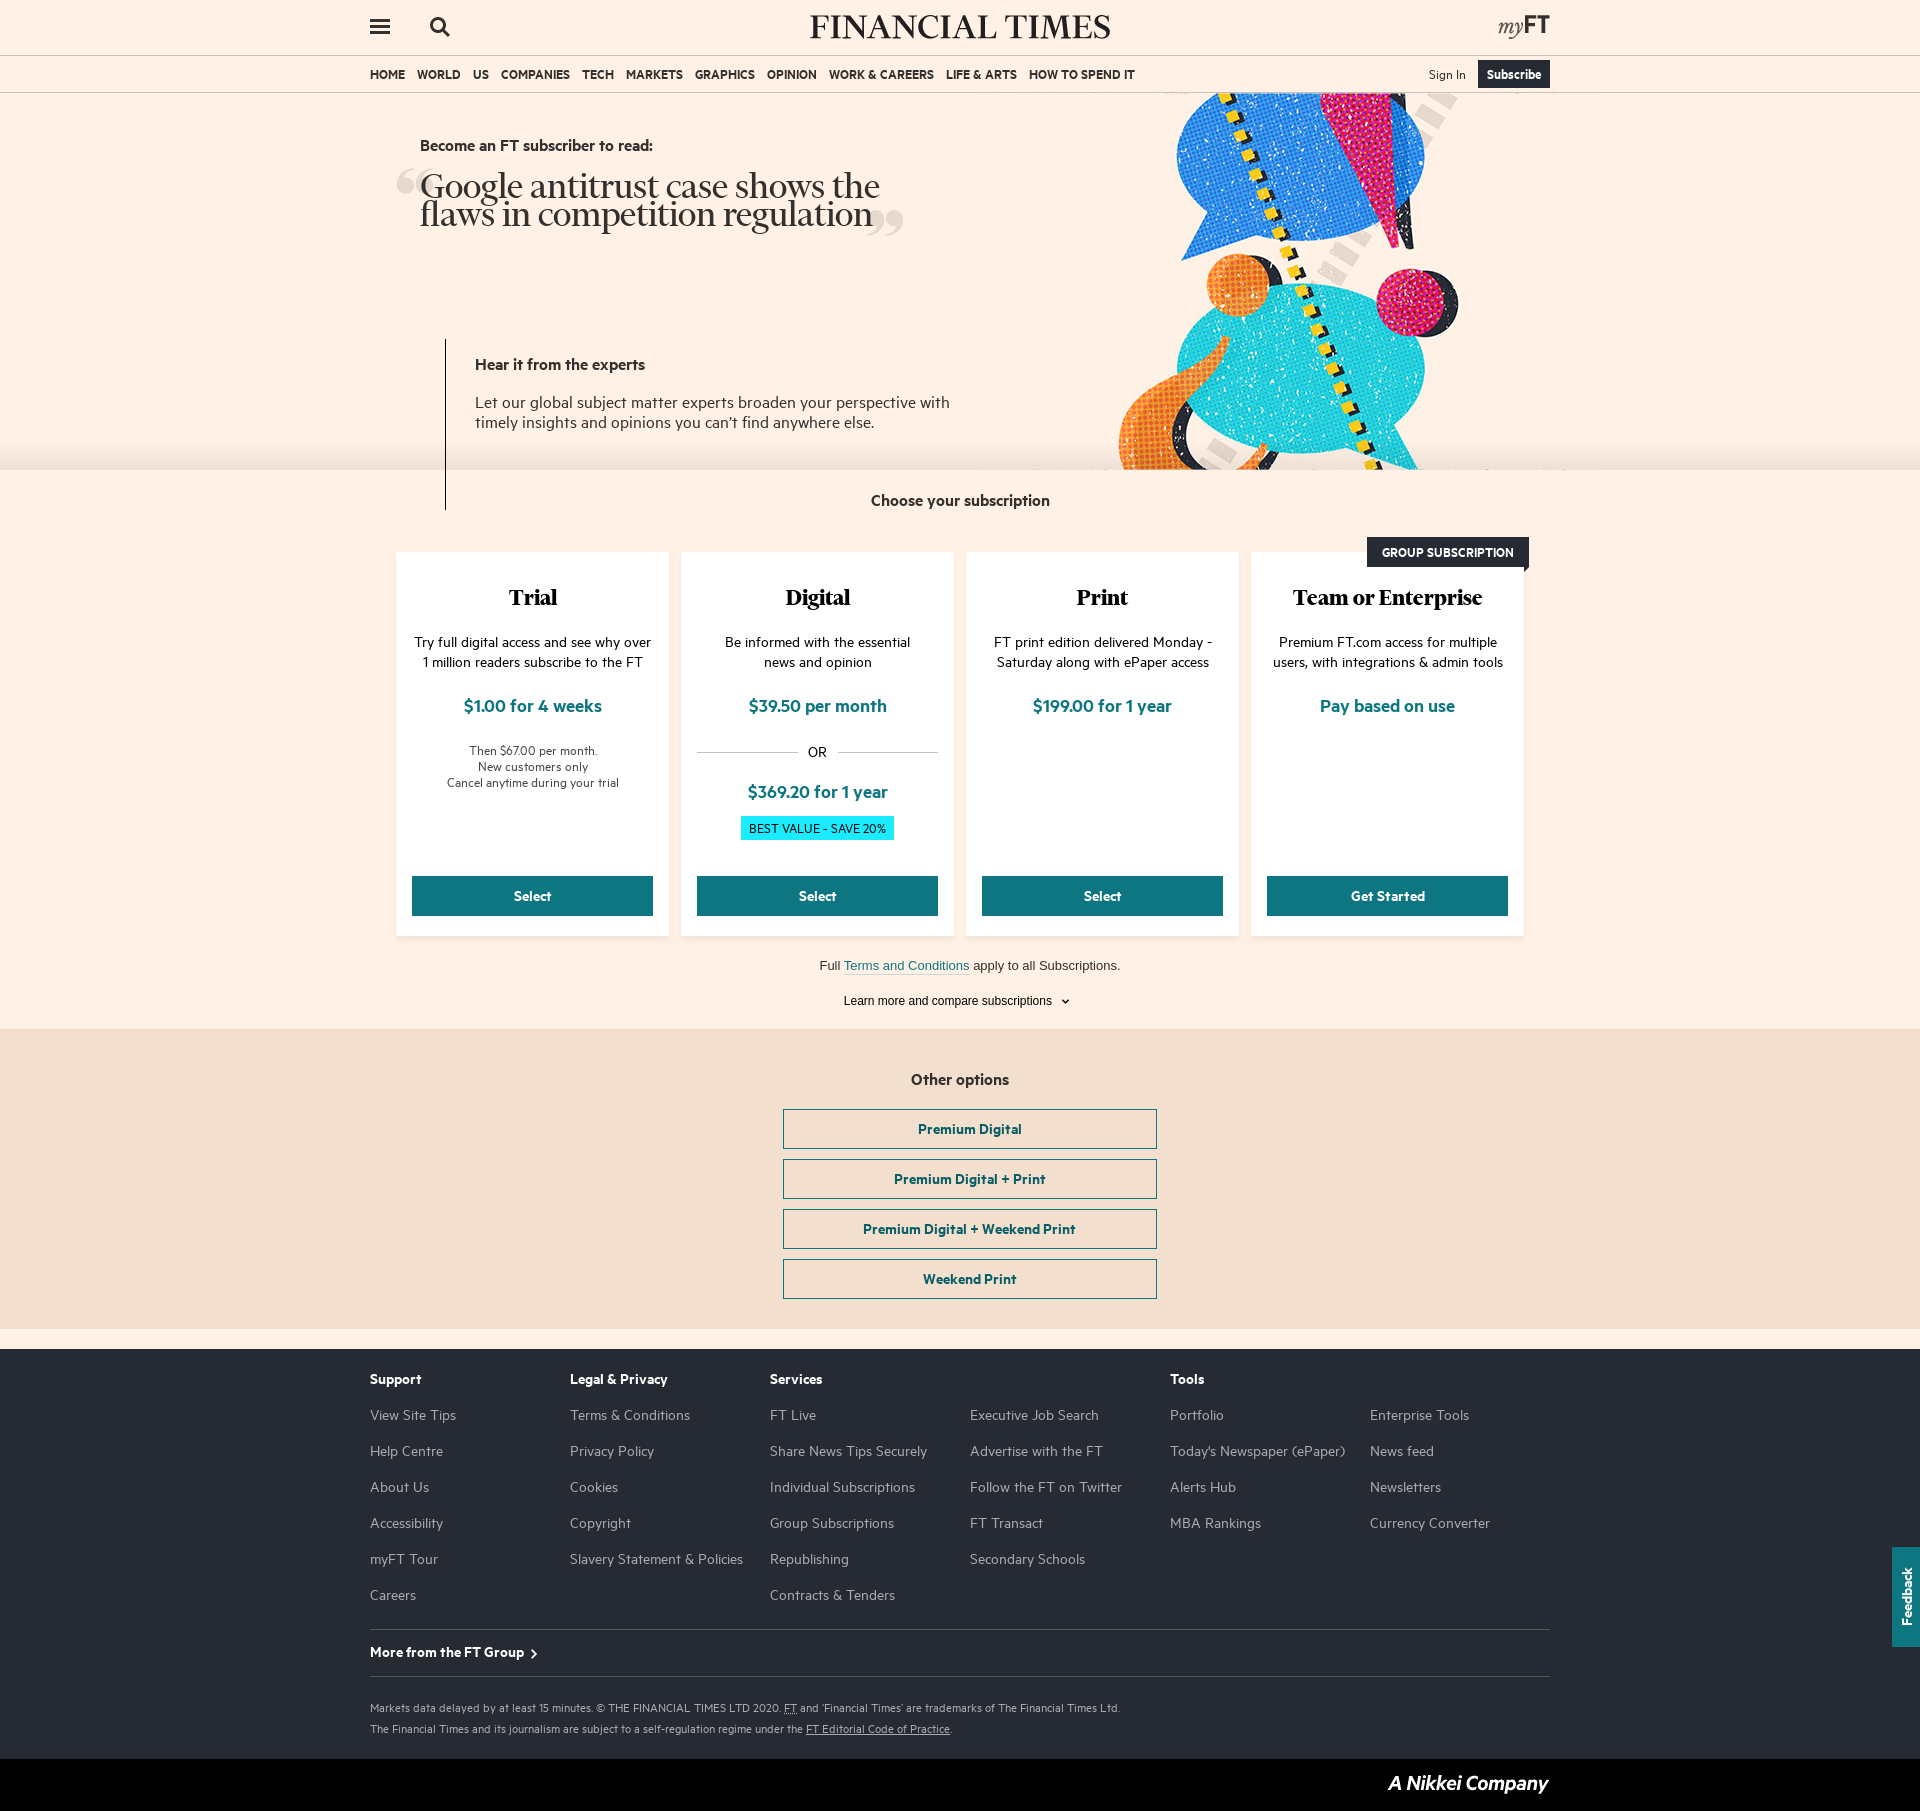 FINANCIAL TIMES
myFT
HOME WORLD US COMPANIES TECH MARKETS GRAPHICS OPINION WORK & CAREERS LIFE & ARTS HOW TO SPEND IT
Sign In Subscribe
Become an FT subscriber to read:
“Google antitrust case shows the
flaws in competition regulation”
Hear it from the experts
Let our global subject matter experts broaden your perspective with
timely insights and opinions you can’t find anywhere else.
Choose your subscription
Trial
Try full digital access and see why over
1 million readers subscribe to the FT
$1.00 for 4 weeks
Then $67.00 per month.
New customers only
Cancel anytime during your trial
Select
Digital
Be informed with the essential
news and opinion
$39.50 per month
OR
$369.20 for 1 year
BEST VALUE - SAVE 20%
Select
Print
FT print edition delivered Monday -
Saturday along with ePaper access
$199.00 for 1 year
Select
GROUP SUBSCRIPTION
Team or Enterprise
Premium FT.com access for multiple
users, with integrations & admin tools
Pay based on use
Get Started
Full Terms and Conditions apply to all Subscriptions.
Learn more and compare subscriptions
Other options
Premium Digital
Premium Digital + Print
Premium Digital + Weekend Print
Weekend Print
Support
View Site Tips
Help Centre
About Us
Accessibility
myFT Tour
Careers
Legal & Privacy
Terms & Conditions
Privacy Policy
Cookies
Copyright
Slavery Statement & Policies
Services
FT Live
Share News Tips Securely
Individual Subscriptions
Group Subscriptions
Republishing
Contracts & Tenders
Executive Job Search
Advertise with the FT
Follow the FT on Twitter
FT Transact
Secondary Schools
Tools
Portfolio
Today's Newspaper (ePaper)
Alerts Hub
MBA Rankings
Enterprise Tools
News feed
Newsletters
Currency Converter
Feedback
More from the FT Group
Markets data delayed by at least 15 minutes. © THE FINANCIAL TIMES LTD 2020. FT and ‘Financial Times’ are trademarks of The Financial Times Ltd.
The Financial Times and its journalism are subject to a self-regulation regime under the FT Editorial Code of Practice.
A Nikkei Company